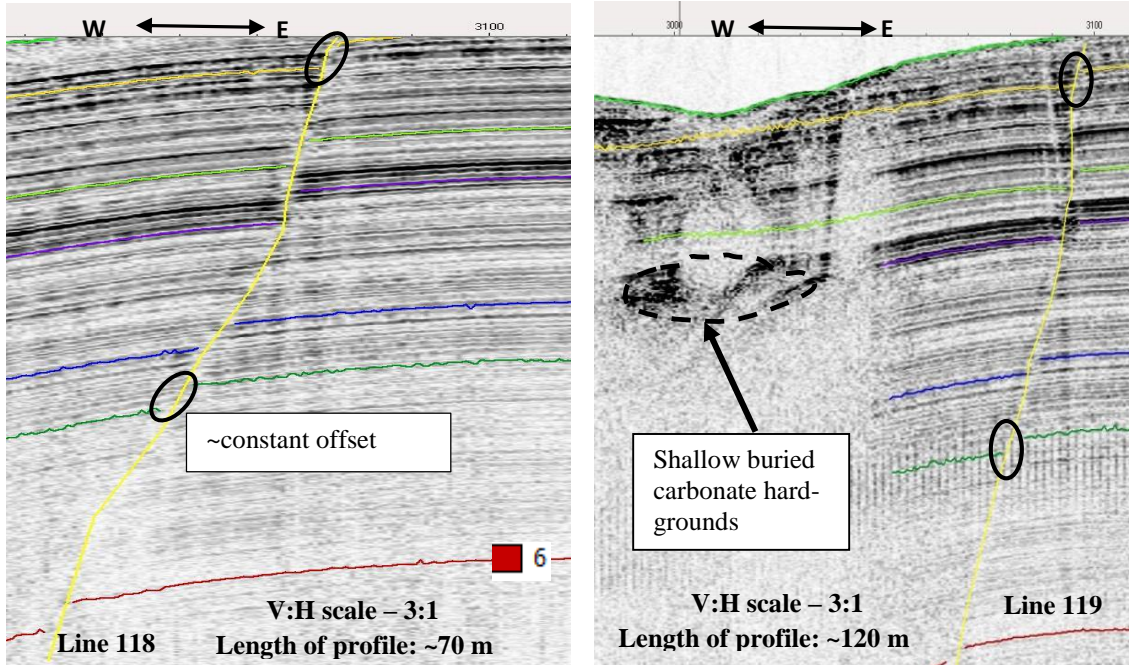 W E
3100
~constant offset
6
V:H scale – 3:1
Line 118
Length of profile: ~70 m
3000
W E
3100
Shallow buried
carbonate hard-
grounds
V:H scale – 3:1
Line 119
Length of profile: ~120 m